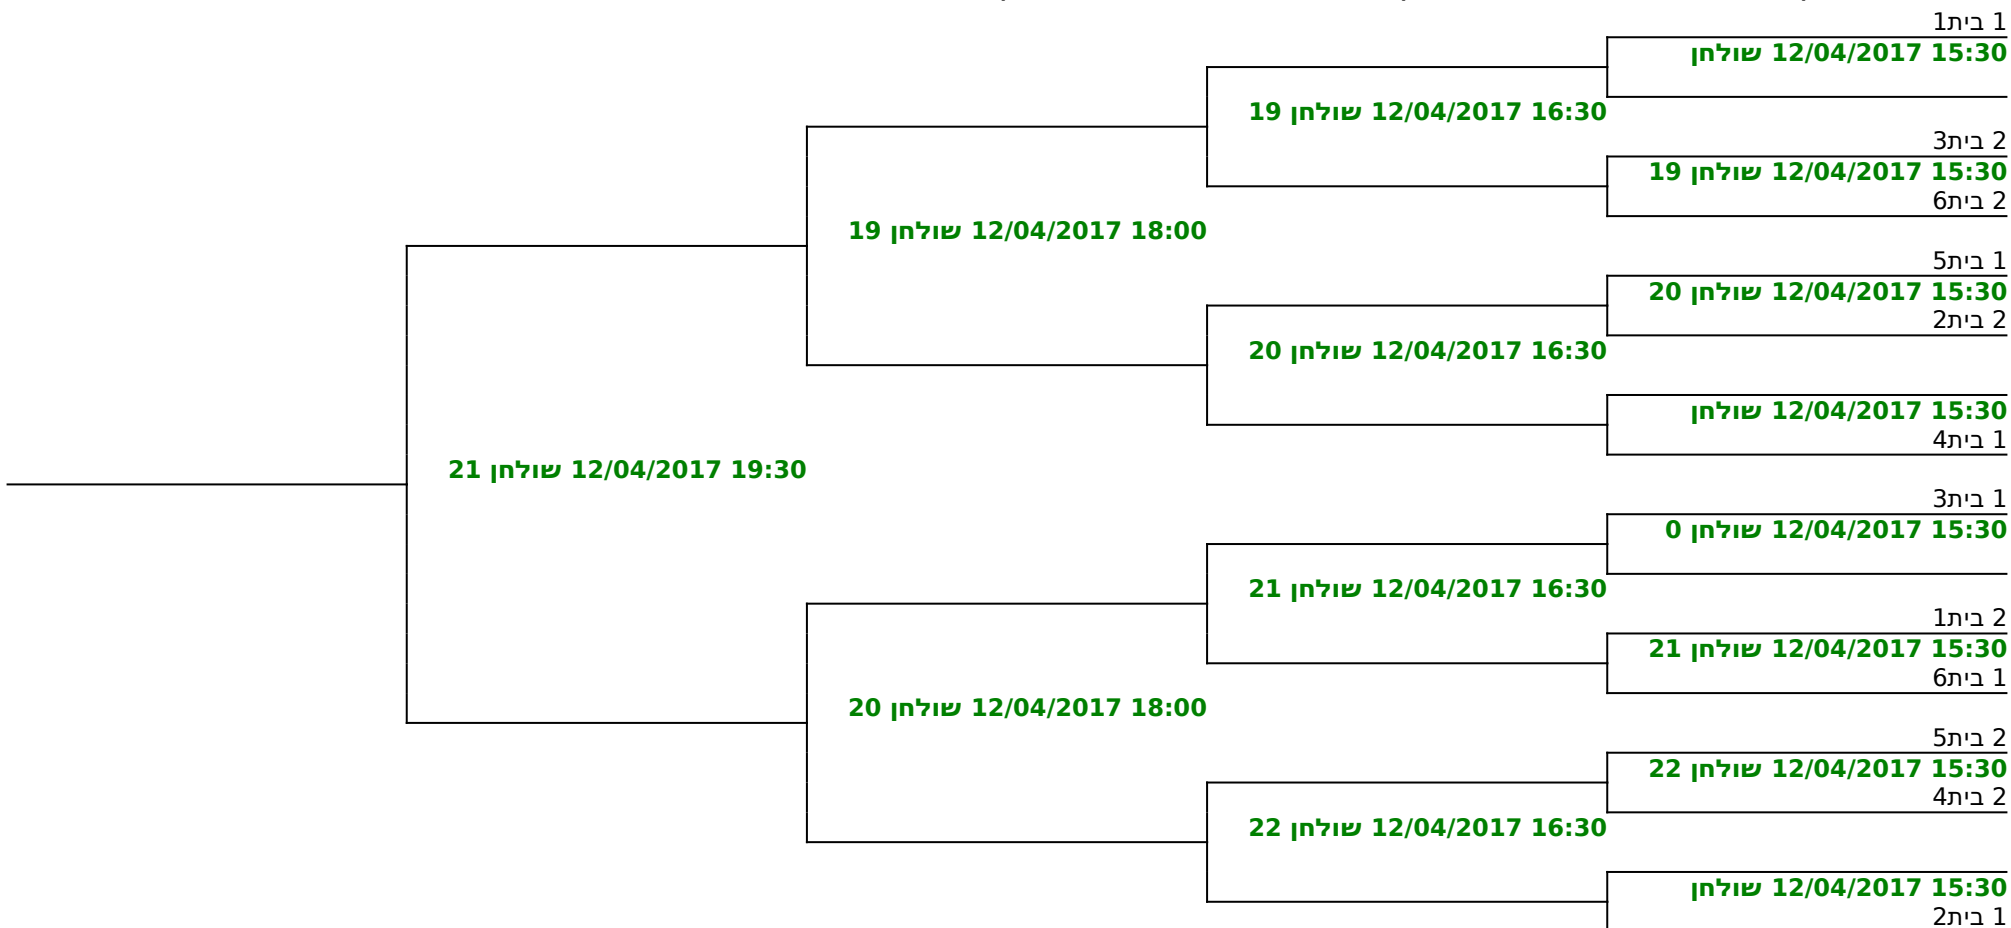 1 בית1
12/04/2017 15:30 שולחן
12/04/2017 16:30 שולחן 19
2 בית3
12/04/2017 15:30 שולחן 19
2 בית6
12/04/2017 18:00 שולחן 19
1 בית5
12/04/2017 15:30 שולחן 20
2 בית2
12/04/2017 16:30 שולחן 20
12/04/2017 15:30 שולחן
1 בית4
12/04/2017 19:30 שולחן 21
1 בית3
12/04/2017 15:30 שולחן 0
12/04/2017 16:30 שולחן 21
2 בית1
12/04/2017 15:30 שולחן 21
1 בית6
12/04/2017 18:00 שולחן 20
2 בית5
12/04/2017 15:30 שולחן 22
2 בית4
12/04/2017 16:30 שולחן 22
12/04/2017 15:30 שולחן
1 בית2